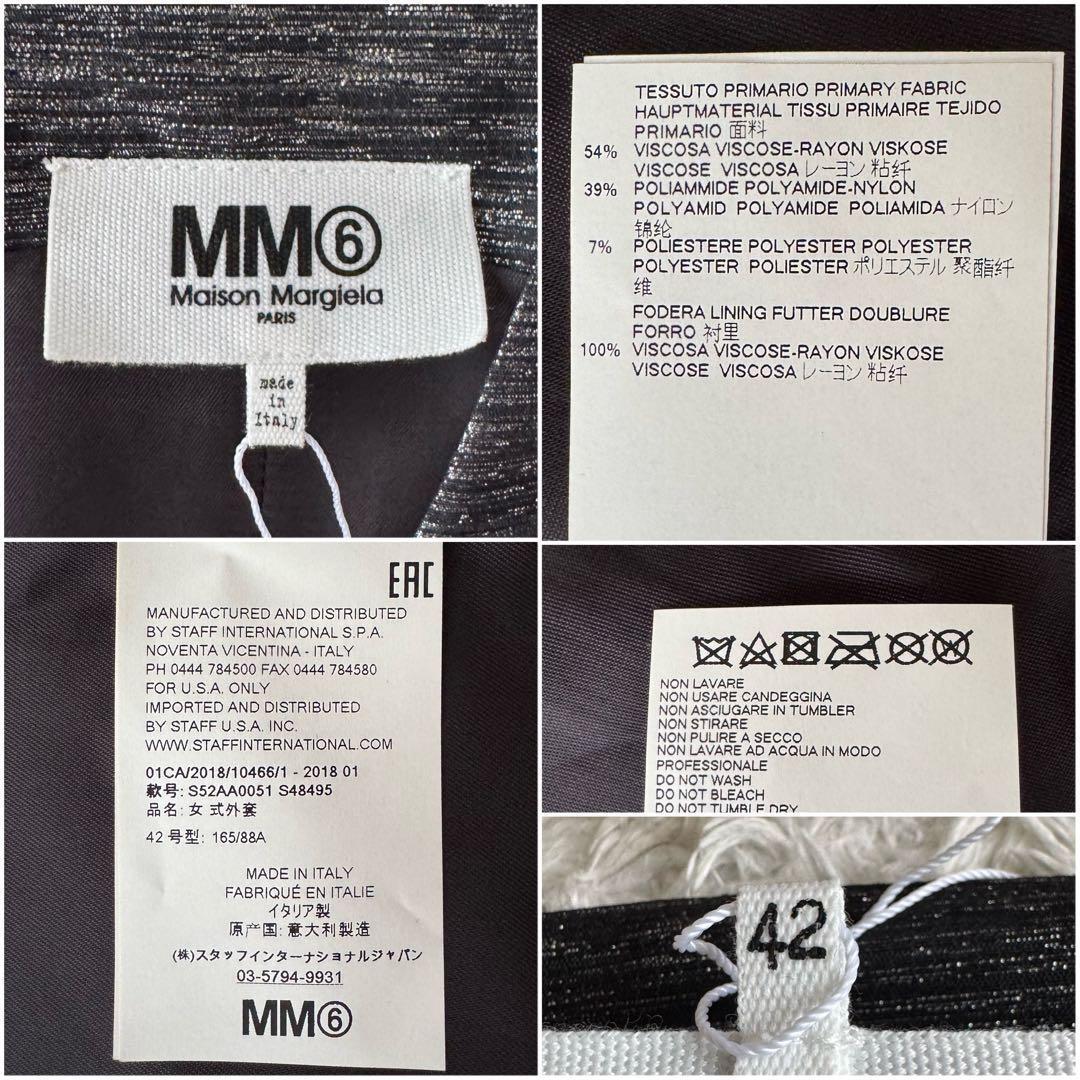 MM6
Maison Margiela
PARIS
made
in
Italy
TESSUTO PRIMARIO PRIMARY FABRIC
HAUPTMATERIAL TISSU PRIMAIRE TEJIDO
PRIMARIO 面料
54% VISCOSA VISCOSE-RAYON VISKOSE
VISCOSE VISCOSA レーヨン 粘纤
39% POLIAMMIDE POLYAMIDE-NYLON
POLYAMID POLYAMIDE POLIAMIDA ナイロン
锦纶
7% POLIESTERE POLYESTER POLYESTER
POLYESTER POLIESTER ポリエステル 聚酯纤
维
FODERA LINING FUTTER DOUBLURE
FORRO 衬里
100% VISCOSA VISCOSE-RAYON VISKOSE
VISCOSE VISCOSA レーヨン 粘纤
EAC
MANUFACTURED AND DISTRIBUTED
BY STAFF INTERNATIONAL S.P.A.
NOVENTA VICENTINA - ITALY
PH 0444 784500 FAX 0444 784580
FOR U.S.A. ONLY
IMPORTED AND DISTRIBUTED
BY STAFF U.S.A. INC.
WWW.STAFFINTERNATIONAL.COM
01CA/2018/10466/1 - 2018 01
款号: S52AA0051 S48495
品名: 女 式外套
42 号型: 165/88A
MADE IN ITALY
FABRIQUÉ EN ITALIE
イタリア製
原产国: 意大利製造
(株)スタッフインターナショナルジャパン
03-5794-9931
MM6
NON LAVARE
NON USARE CANDEGGINA
NON ASCIUGARE IN TUMBLER
NON STIRARE
NON PULIRE A SECCO
NON LAVARE AD ACQUA IN MODO
PROFESSIONALE
DO NOT WASH
DO NOT BLEACH
DO NOT TUMBLE DRY
42